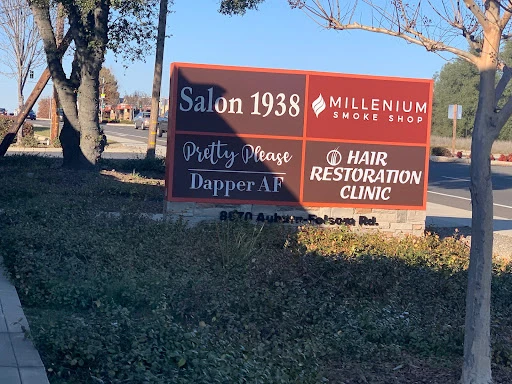 Salon 1938
MILLENIUM
SMOKE SHOP
Pretty Please
Dapper AF
HAIR
RESTORATION
CLINIC
8670 Auburn-Folsom Rd.